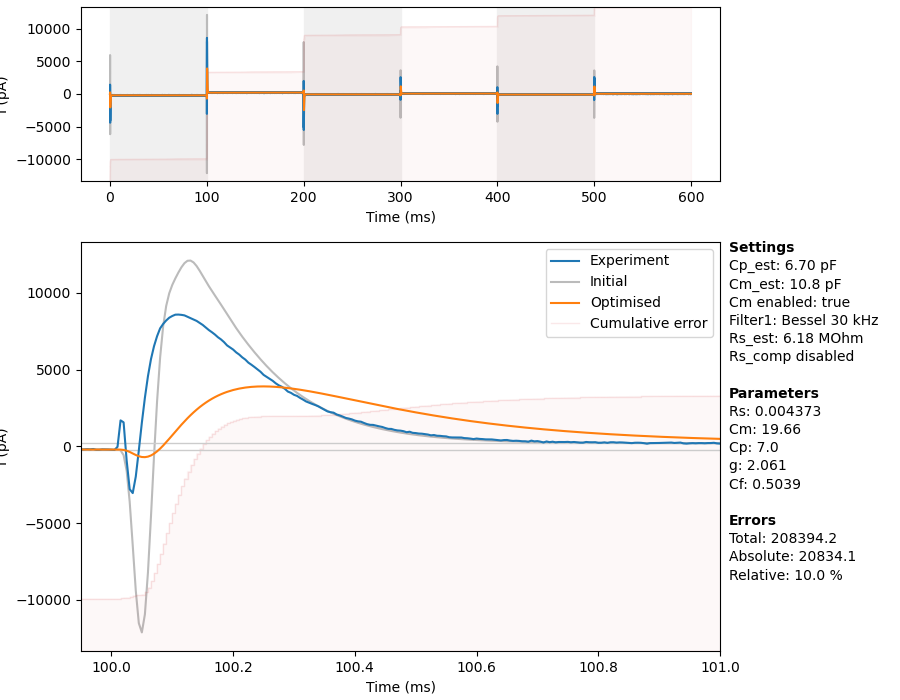 10000
5000
0
−5000
−10000
0
100
200
300
400
500
600
Time (ms)
10000
5000
0
−5000
−10000
100.0
100.2
100.4
100.6
100.8
101.0
Time (ms)
Experiment
Initial
Optimised
Cumulative error
Settings
Cp_est: 6.70 pF
Cm_est: 10.8 pF
Cm enabled: true
Filter1: Bessel 30 kHz
Rs_est: 6.18 MOhm
Rs_comp disabled
Parameters
Rs: 0.004373
Cm: 19.66
Cp: 7.0
g: 2.061
Cf: 0.5039
Errors
Total: 208394.2
Absolute: 20834.1
Relative: 10.0 %